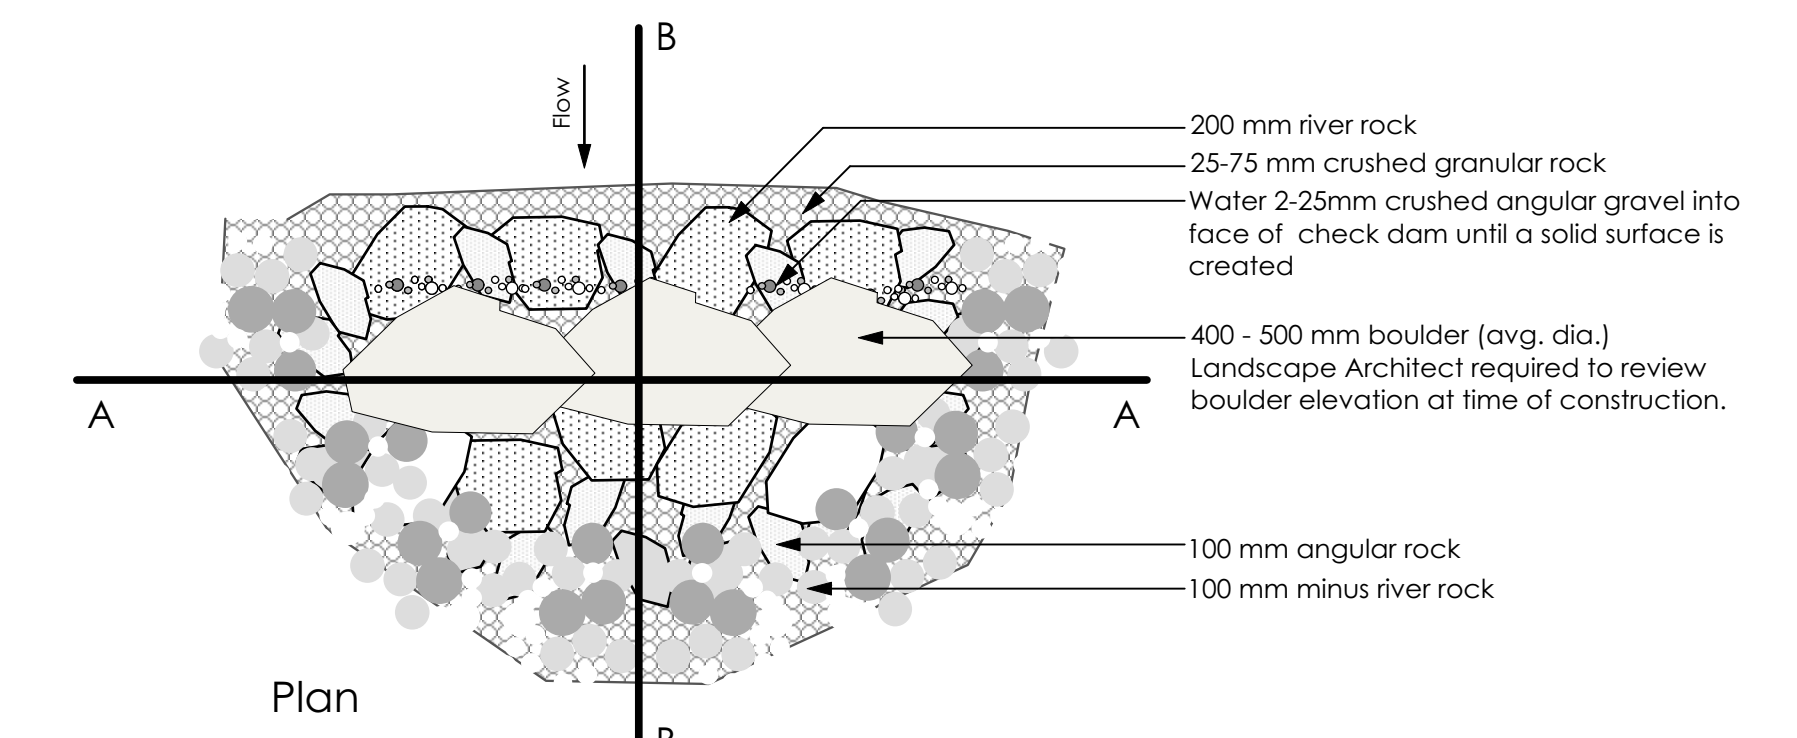 B
Flow
200 mm river rock
25-75 mm crushed granular rock
Water 2-25mm crushed angular gravel into
face of check dam until a solid surface is
created
400 - 500 mm boulder (avg. dia.)
Landscape Architect required to review
boulder elevation at time of construction.
A
A
100 mm angular rock
100 mm minus river rock
Plan